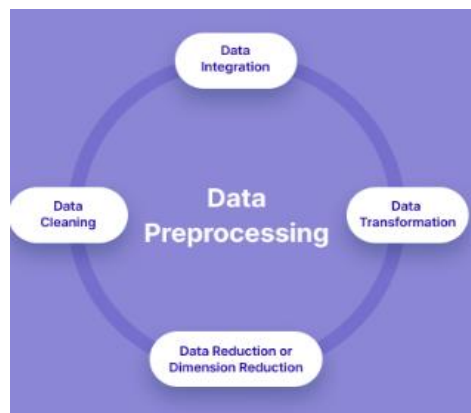 Data
Integration
Data
Cleaning
Data
Preprocessing
Data
Transformation
Data Reduction or
Dimension Reduction